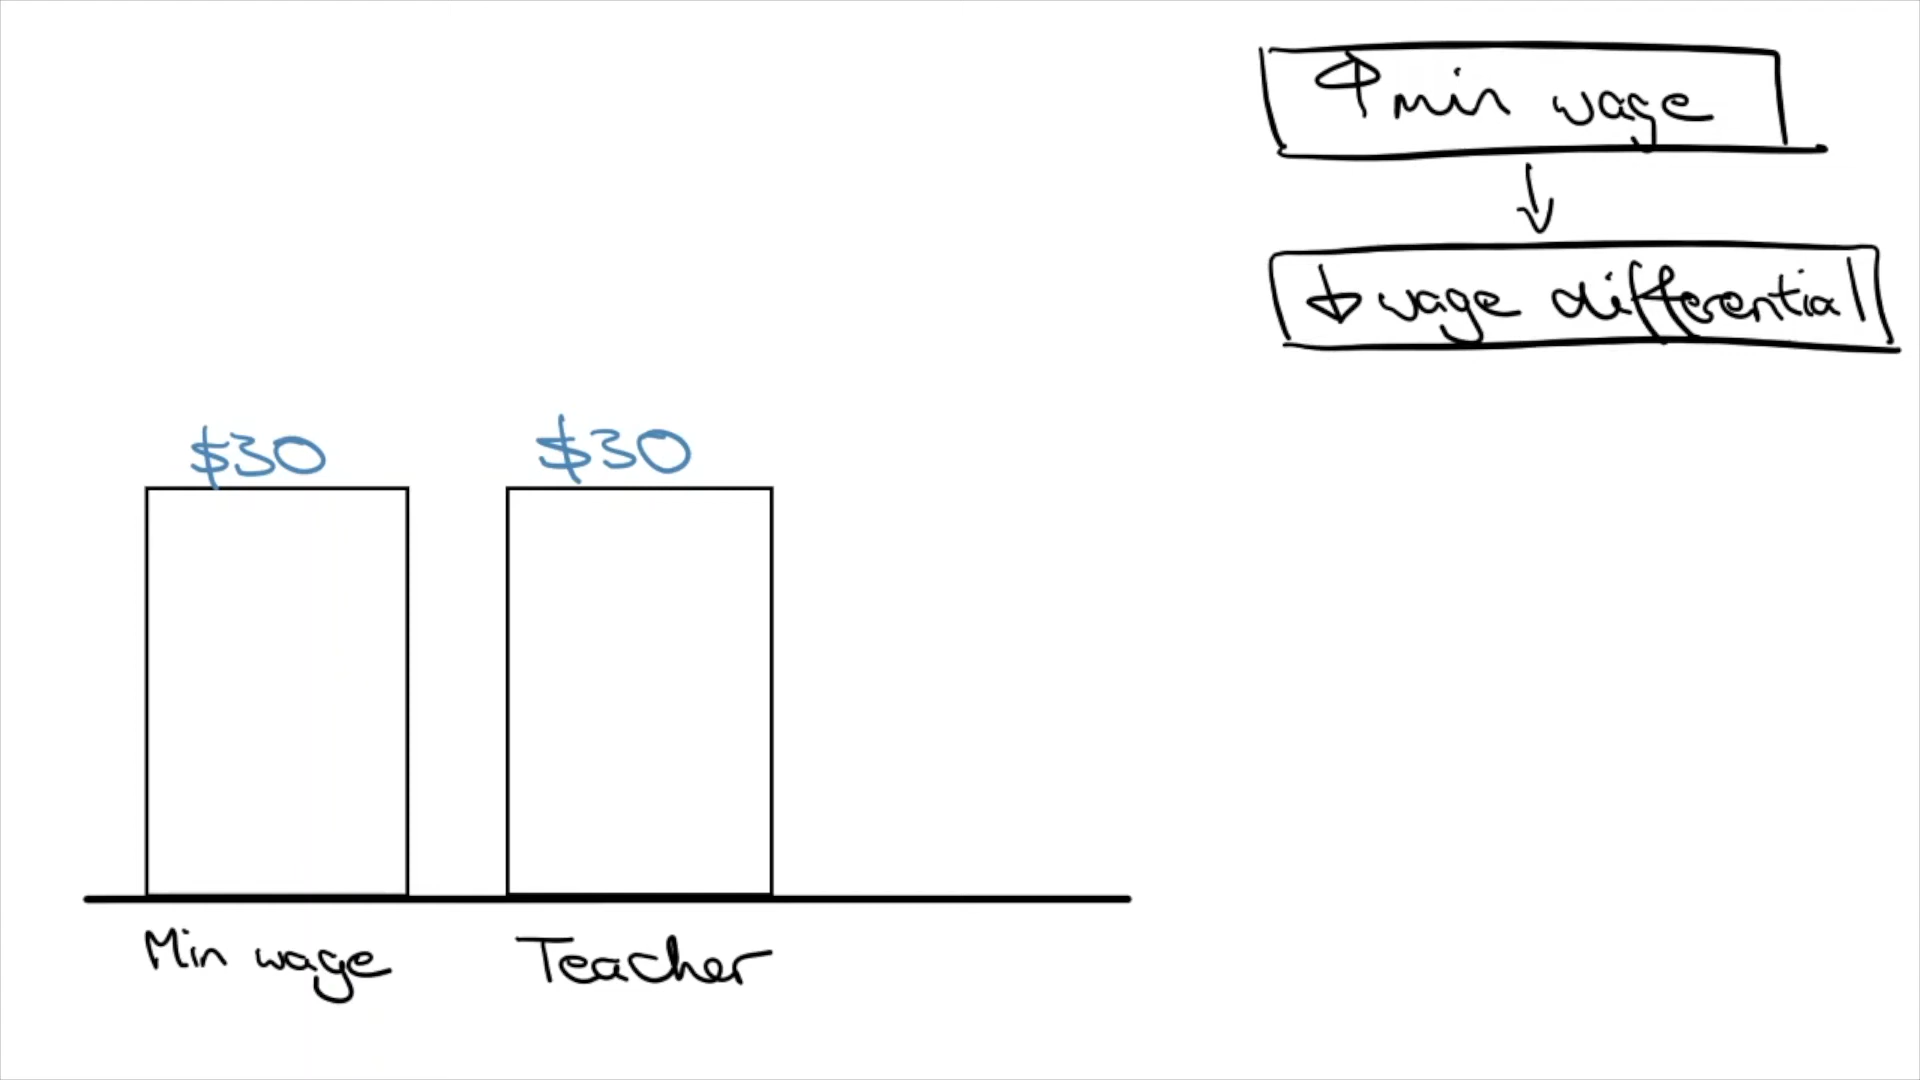 ↑ min wage
↓ wage differential
$30 $30
Min wage Teacher